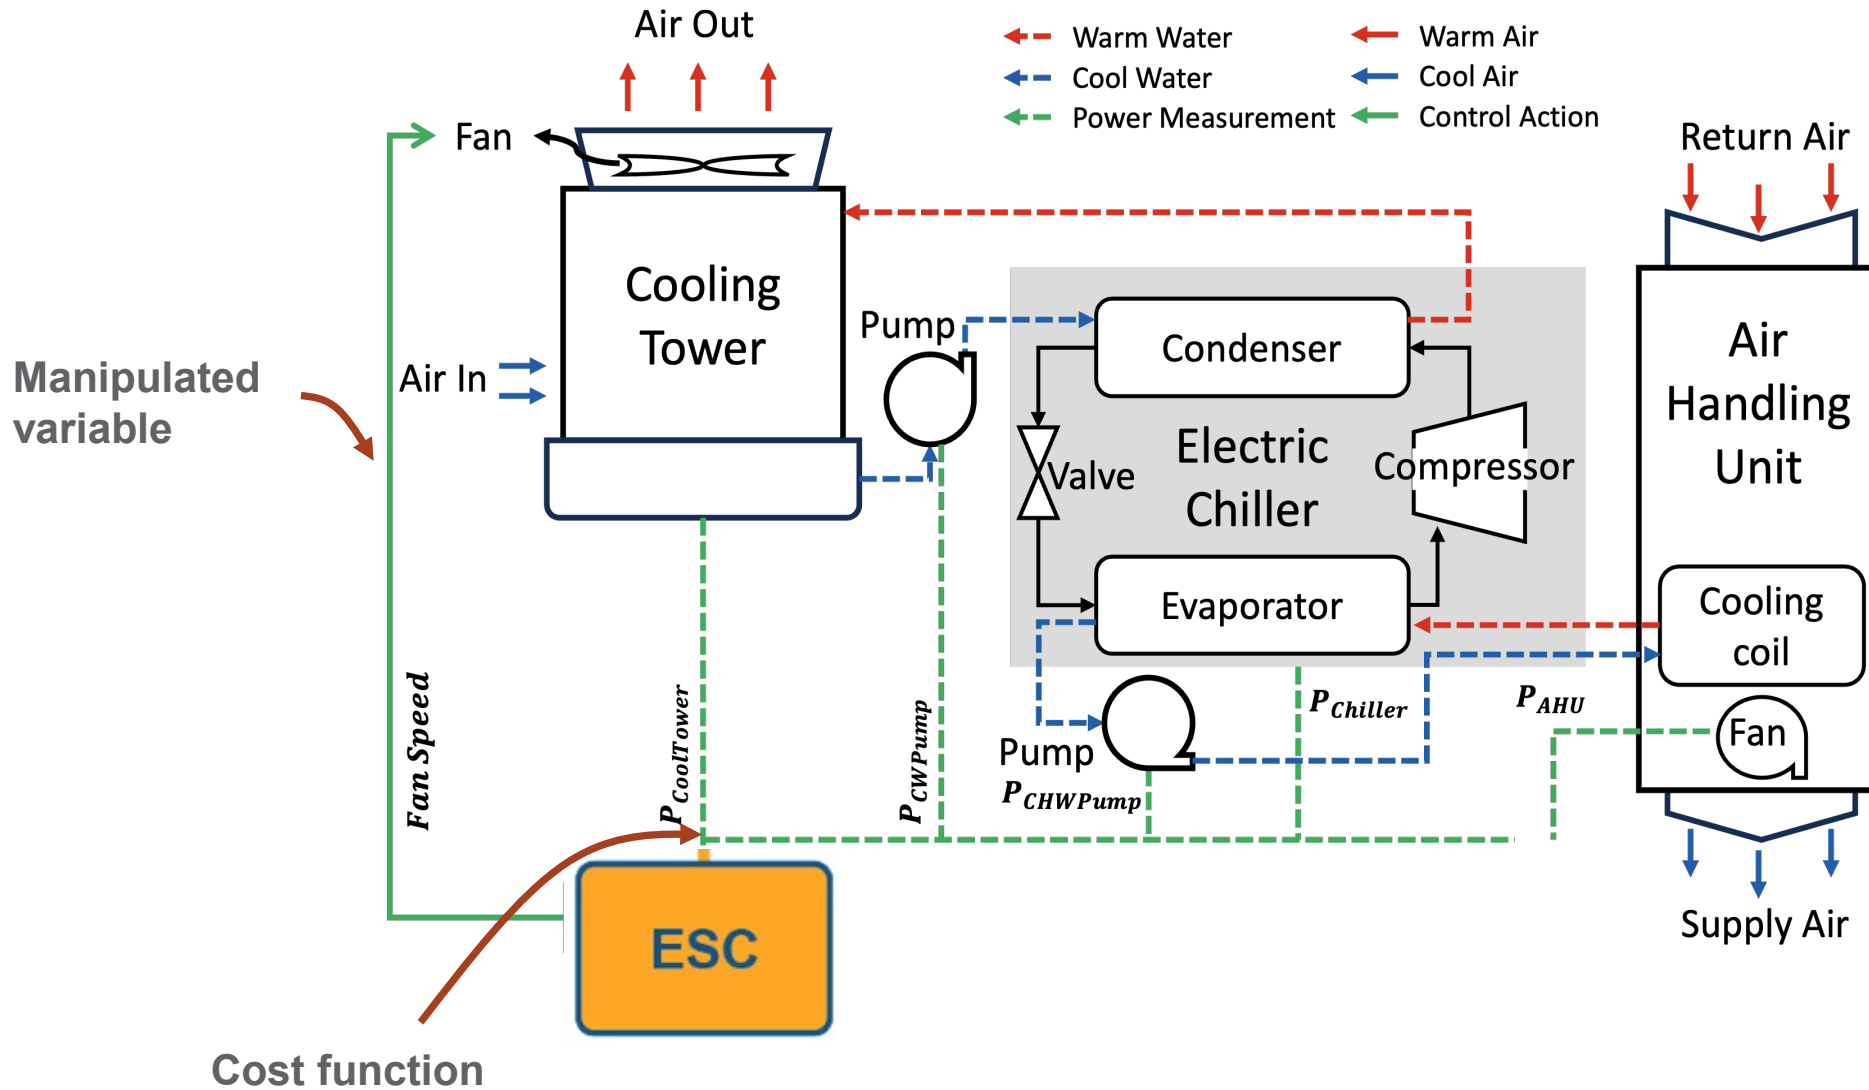 Air Out
Warm Water
Warm Air
Cool Water
Cool Air
Power Measurement
Control Action
Fan
Return Air
Cooling
Tower
Pump
Condenser
Air
Handling
Unit
Manipulated
variable
Air In
Electric
Chiller
Valve
Compressor
Evaporator
Cooling
coil
Fan Speed
P_CoolTower
P_CWPump
Pump
P_CHWPump
P_Chiller
P_AHU
Fan
ESC
Supply Air
Cost function